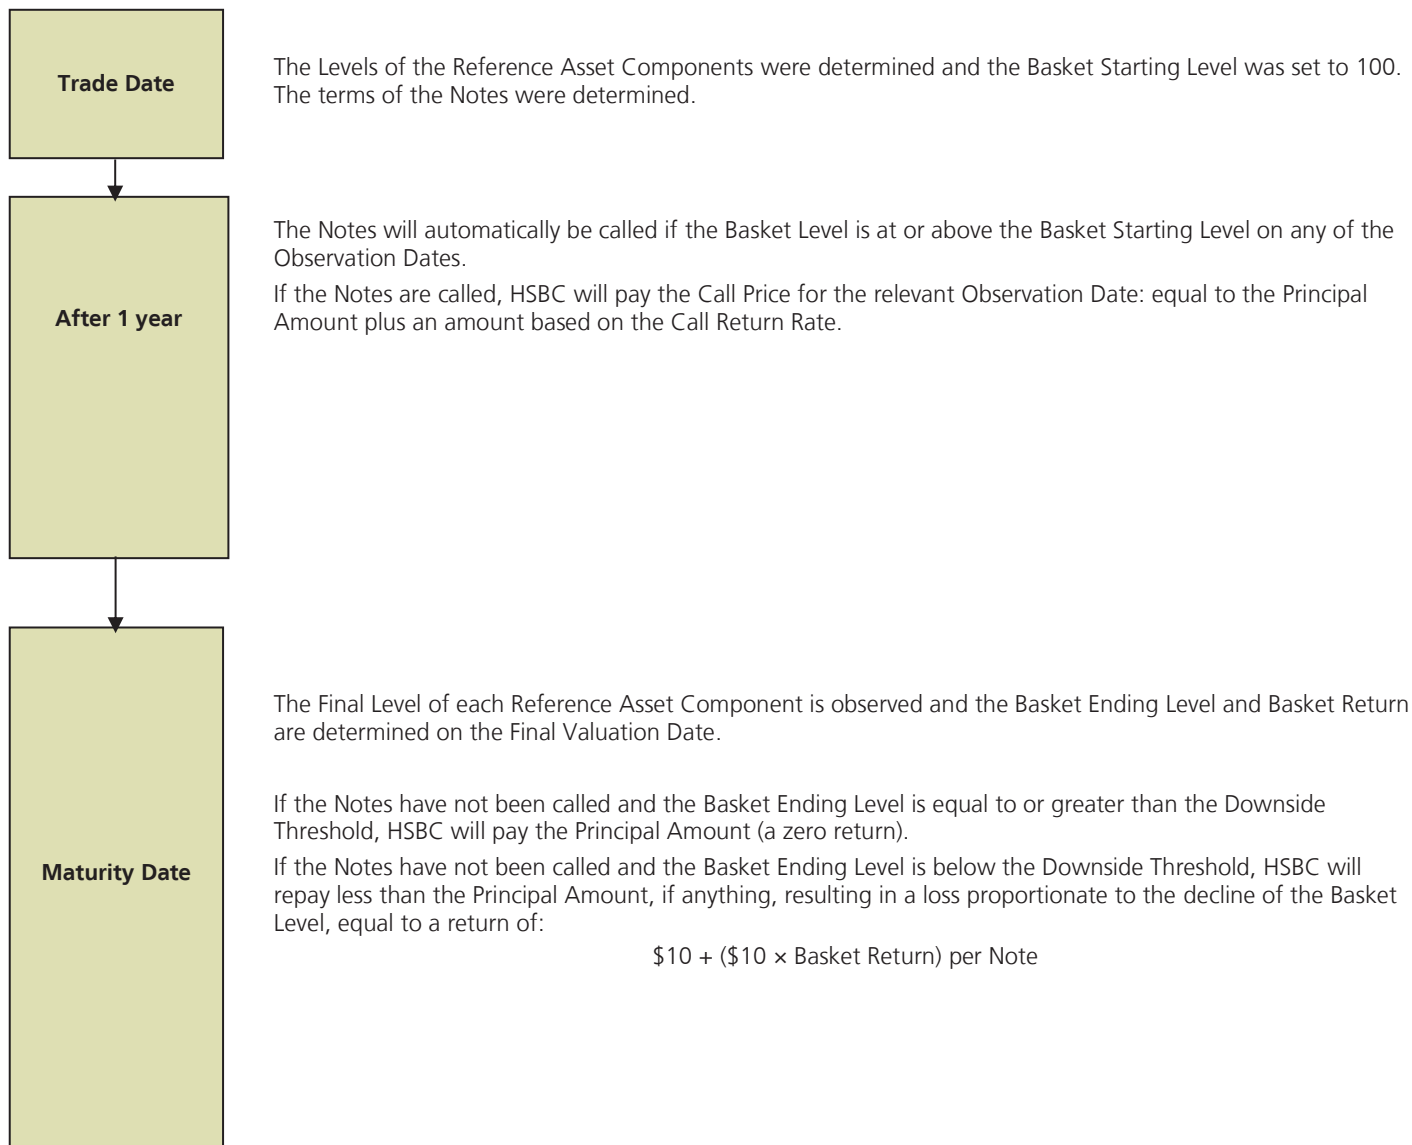 Trade Date
The Levels of the Reference Asset Components were determined and the Basket Starting Level was set to 100.
The terms of the Notes were determined.
After 1 year
The Notes will automatically be called if the Basket Level is at or above the Basket Starting Level on any of the
Observation Dates.
If the Notes are called, HSBC will pay the Call Price for the relevant Observation Date: equal to the Principal
Amount plus an amount based on the Call Return Rate.
Maturity Date
The Final Level of each Reference Asset Component is observed and the Basket Ending Level and Basket Return
are determined on the Final Valuation Date.
If the Notes have not been called and the Basket Ending Level is equal to or greater than the Downside
Threshold, HSBC will pay the Principal Amount (a zero return).
If the Notes have not been called and the Basket Ending Level is below the Downside Threshold, HSBC will
repay less than the Principal Amount, if anything, resulting in a loss proportionate to the decline of the Basket
Level, equal to a return of:
$10 + ($10 × Basket Return) per Note